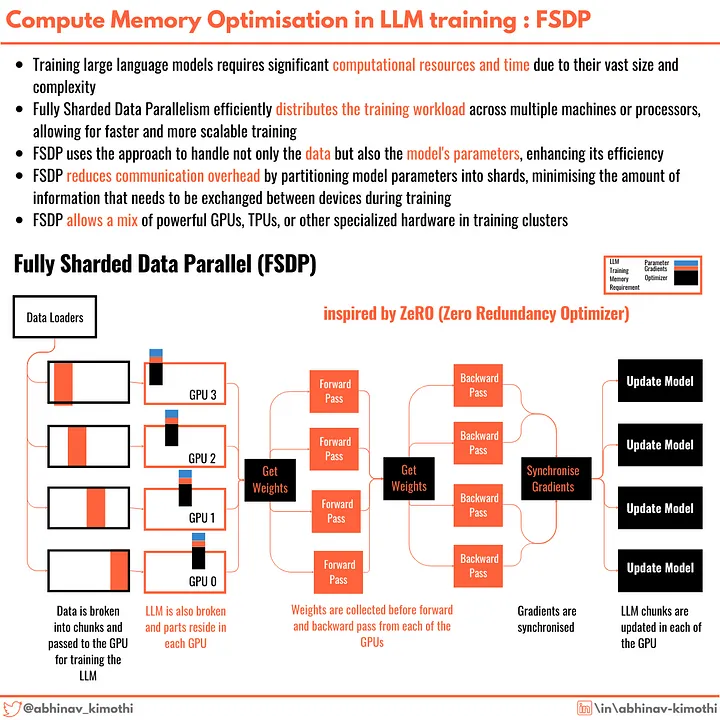 Compute Memory Optimisation in LLM training : FSDP
Training large language models requires significant computational resources and time due to their vast size and
complexity
Fully Sharded Data Parallelism efficiently distributes the training workload across multiple machines or processors,
allowing for faster and more scalable training
FSDP uses the approach to handle not only the data but also the model's parameters, enhancing its efficiency
FSDP reduces communication overhead by partitioning model parameters into shards, minimising the amount of
information that needs to be exchanged between devices during training
FSDP allows a mix of powerful GPUs, TPUs, or other specialized hardware in training clusters
Fully Sharded Data Parallel (FSDP)
LLM
Training
Memory
Requirement
Parameter
Gradients
Optimizer
Data Loaders
inspired by ZeRO (Zero Redundancy Optimizer)
GPU 3
GPU 2
GPU 1
GPU 0
Get
Weights
Forward
Pass
Forward
Pass
Forward
Pass
Forward
Pass
Get
Weights
Backward
Pass
Backward
Pass
Backward
Pass
Backward
Pass
Synchronise
Gradients
Update Model
Update Model
Update Model
Update Model
Data is broken
into chunks and
passed to the GPU
for training the
LLM
LLM is also broken
and parts reside in
each GPU
Weights are collected before forward
and backward pass from each of the
GPUs
Gradients are
synchronised
LLM chunks are
updated in each of
the GPU
@abhinav_kimothi
in \in\abhinav-kimothi